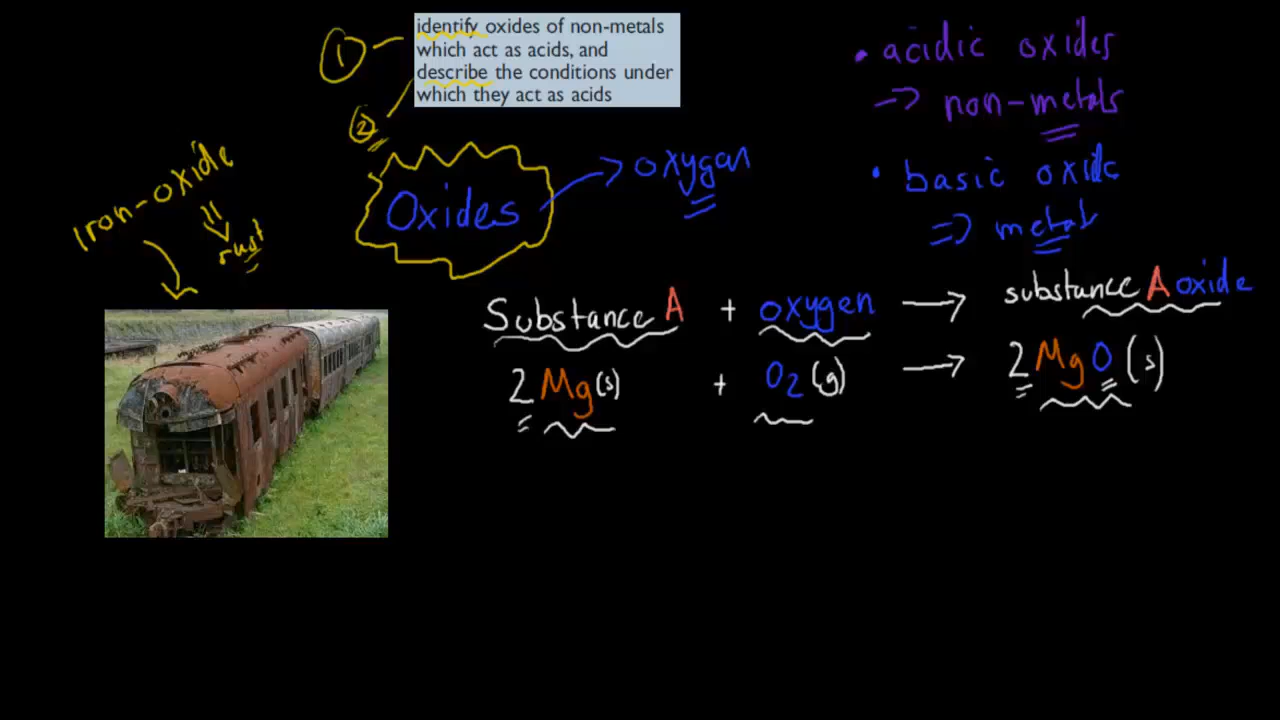 ① identify oxides of non-metals
which act as acids, and
② describe the conditions under
which they act as acids
• acidic oxides
→ non-metals
• basic oxide
⇒ metal
Iron-oxide
⇒ rust
Oxides → oxygen
Substance A + oxygen → substance A oxide
2 Mg(s) + O₂(g) → 2 MgO(s)